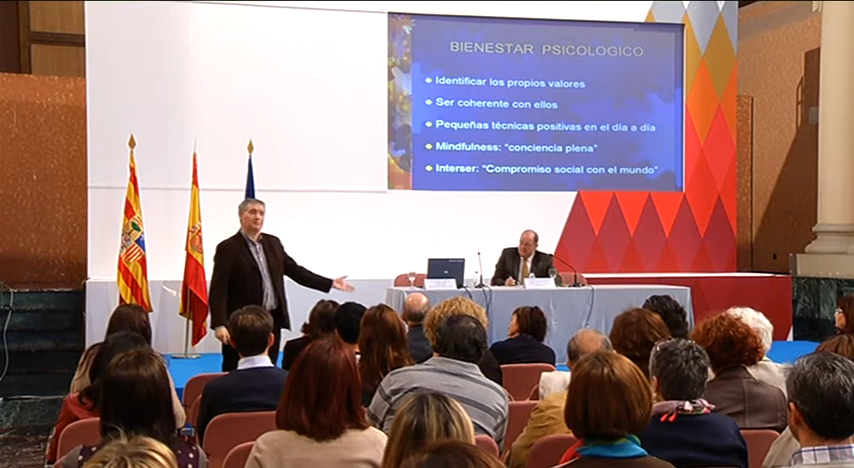 BIENESTAR PSICOLOGICO
Identificar los propios valores
Ser coherente con ellos
Pequeñas técnicas positivas en el día a día
Mindfulness: “conciencia plena”
Interser: “Compromiso social con el mundo”